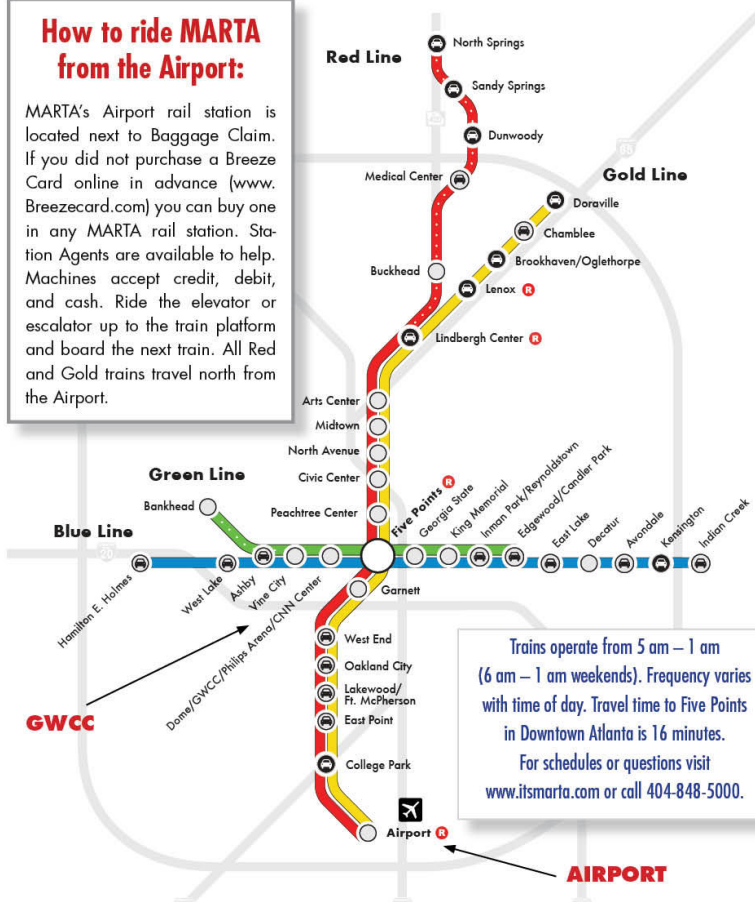 How to ride MARTA
from the Airport:
MARTA's Airport rail station is
located next to Baggage Claim.
If you did not purchase a Breeze
Card online in advance (www.
Breezecard.com) you can buy one
in any MARTA rail station. Sta-
tion Agents are available to help.
Machines accept credit, debit,
and cash. Ride the elevator or
escalator up to the train platform
and board the next train. All Red
and Gold trains travel north from
the Airport.
Red Line
North Springs
Sandy Springs
Dunwoody
Medical Center
Buckhead
Gold Line
Doraville
Chamblee
Brookhaven/Oglethorpe
Lenox R
Lindbergh Center R
Arts Center
Midtown
North Avenue
Civic Center
Peachtree Center
Green Line
Bankhead
Blue Line
Hamilton E. Holmes
West Lake
Ashby
Vine City
Dome/GWCC/Philips Arena/CNN Center
Five Points R
Georgia State
King Memorial
Inman Park/Reynoldstown
Edgewood/Candler Park
East Lake
Decatur
Avondale
Kensington
Indian Creek
Garnett
West End
Oakland City
Lakewood/
Ft. McPherson
East Point
College Park
Airport R
GWCC
AIRPORT
Trains operate from 5 am – 1 am
(6 am – 1 am weekends). Frequency varies
with time of day. Travel time to Five Points
in Downtown Atlanta is 16 minutes.
For schedules or questions visit
www.itsmarta.com or call 404-848-5000.
85
20